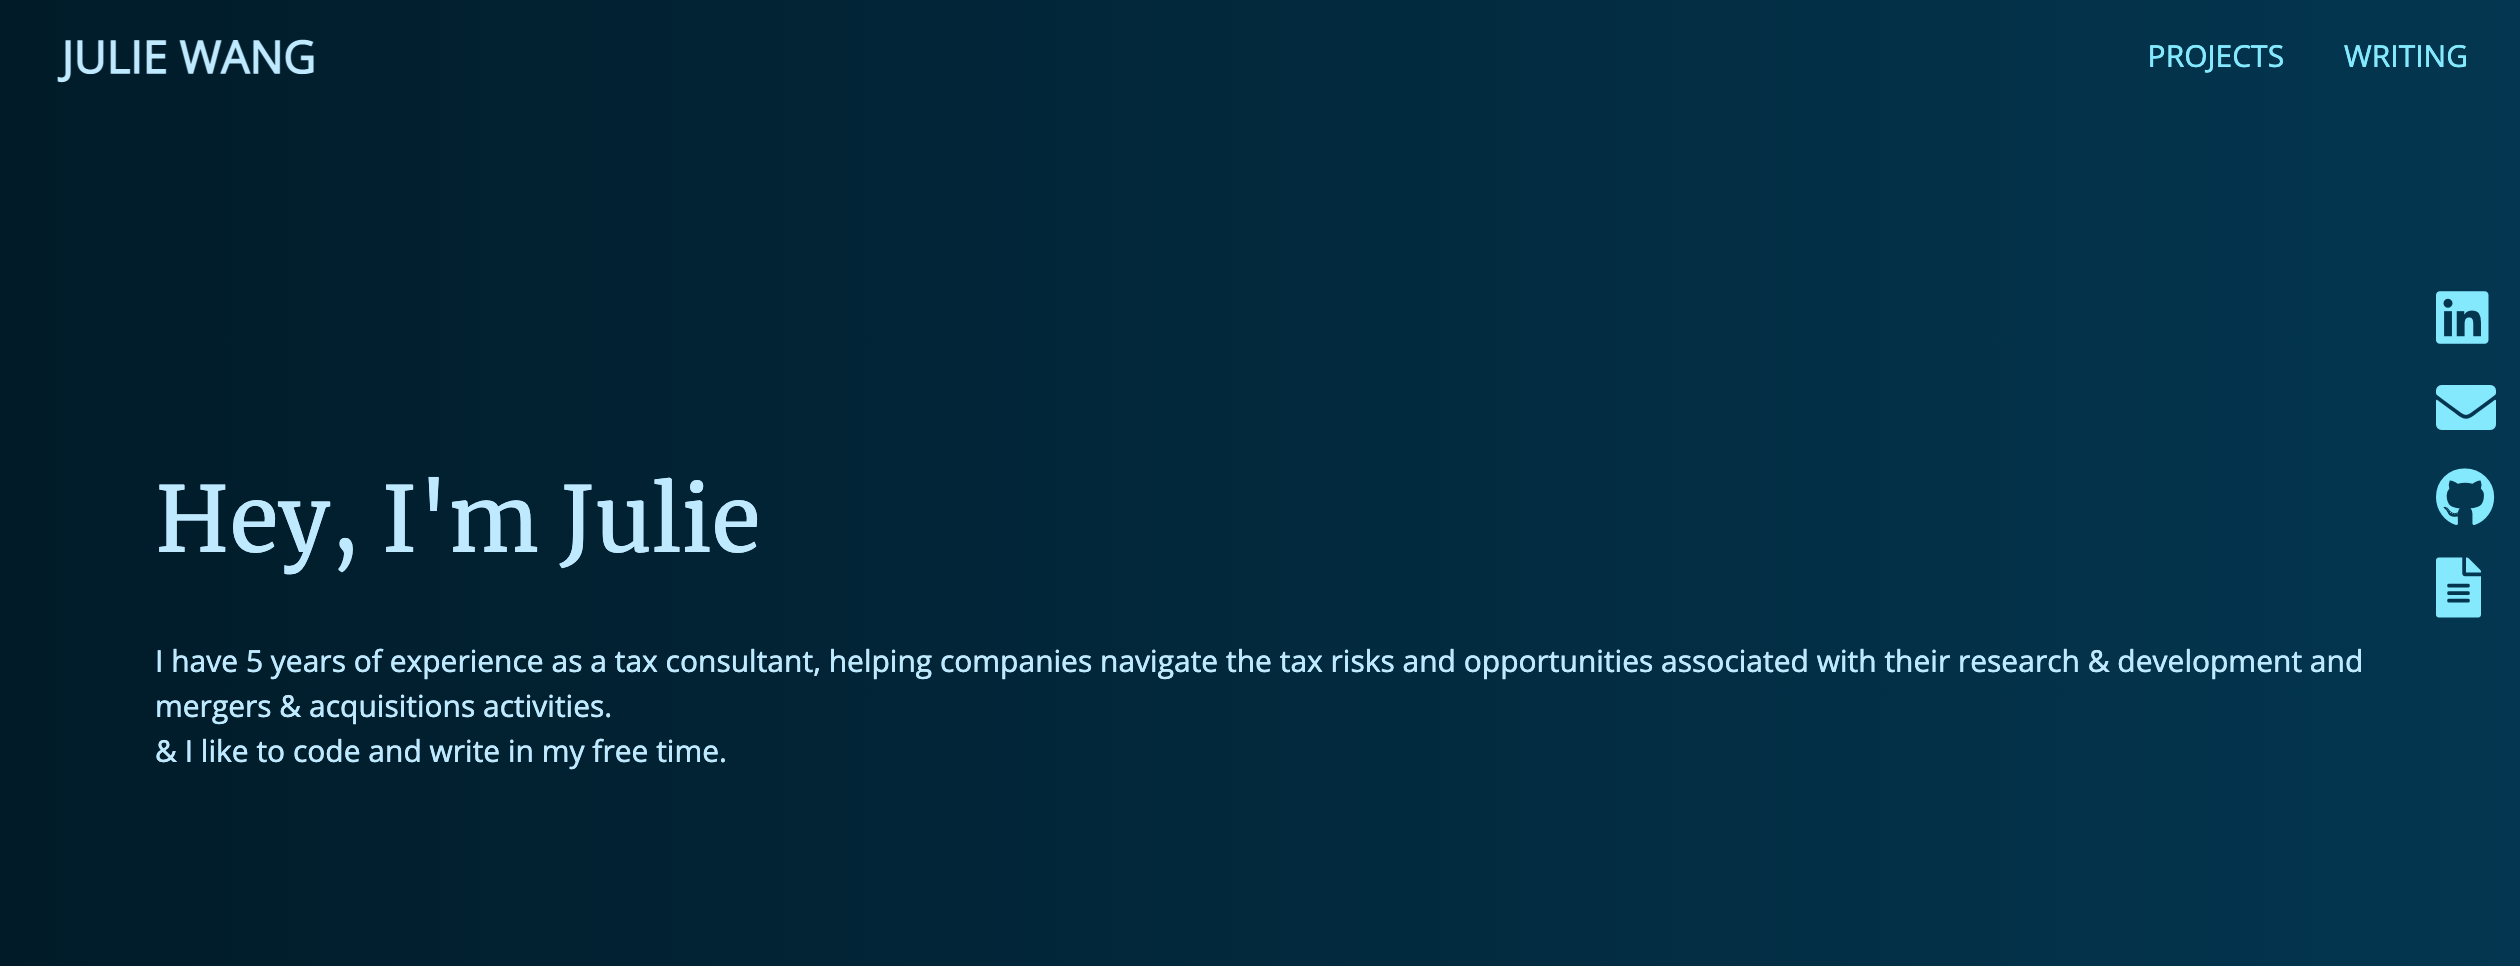 JULIE WANG
PROJECTS
WRITING
in
Hey, I'm Julie
I have 5 years of experience as a tax consultant, helping companies navigate the tax risks and opportunities associated with their research & development and
mergers & acquisitions activities.
& I like to code and write in my free time.